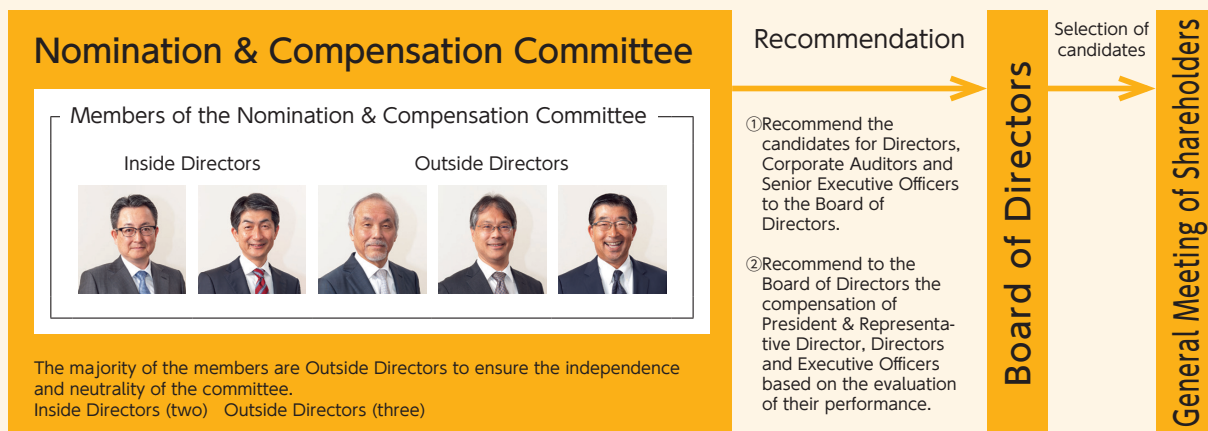 Nomination & Compensation Committee
Members of the Nomination & Compensation Committee
Inside Directors
Outside Directors
The majority of the members are Outside Directors to ensure the independence
and neutrality of the committee.
Inside Directors (two)   Outside Directors (three)
Recommendation
①Recommend the
candidates for Directors,
Corporate Auditors and
Senior Executive Officers
to the Board of
Directors.
②Recommend to the
Board of Directors the
compensation of
President & Representa-
tive Director, Directors
and Executive Officers
based on the evaluation
of their performance.
Board of Directors
Selection of
candidates
General Meeting of Shareholders